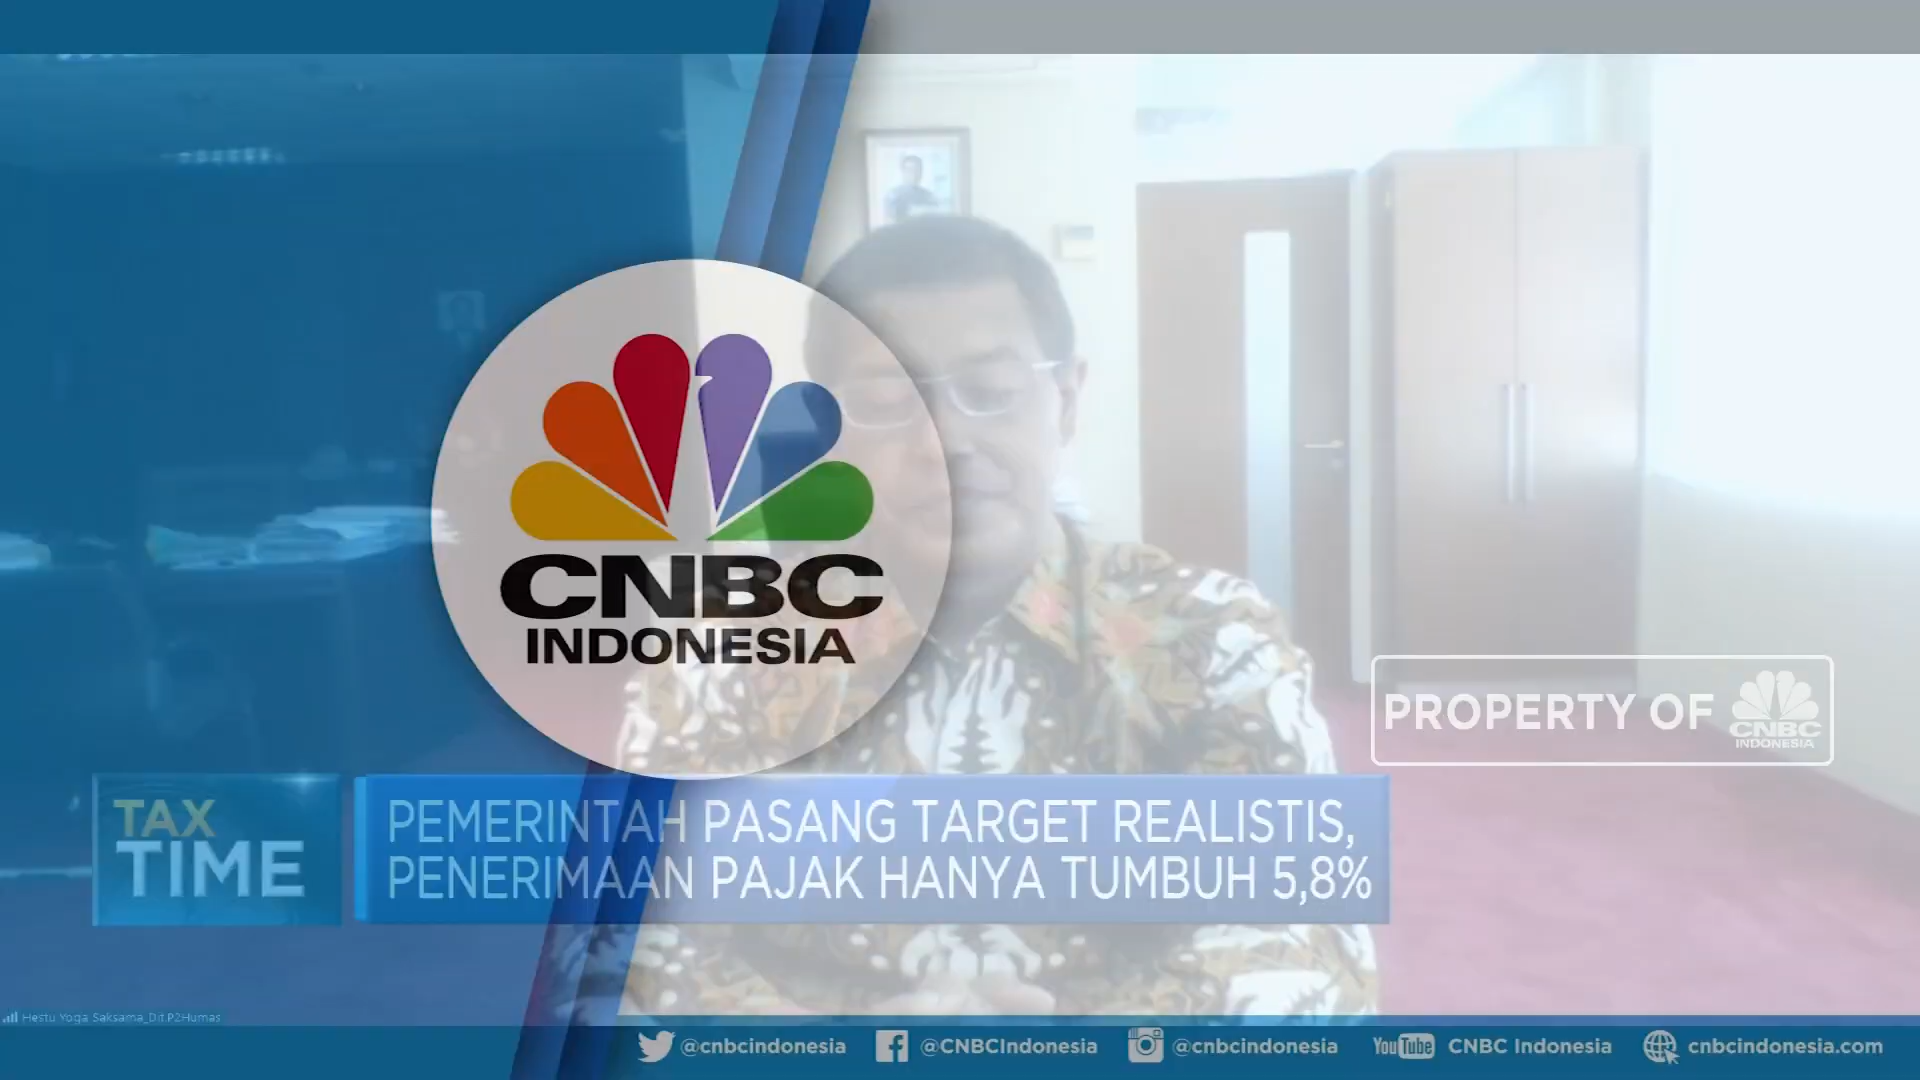 CNBC
INDONESIA
PROPERTY OF CNBC
INDONESIA
TAX
TIME
PEMERINTAH PASANG TARGET REALISTIS,
PENERIMAAN PAJAK HANYA TUMBUH 5,8%
Hestu Yoga Saksama_Dit.P2Humas
@cnbcindonesia @CNBCIndonesia @cnbcindonesia YouTube CNBC Indonesia cnbcindonesia.com